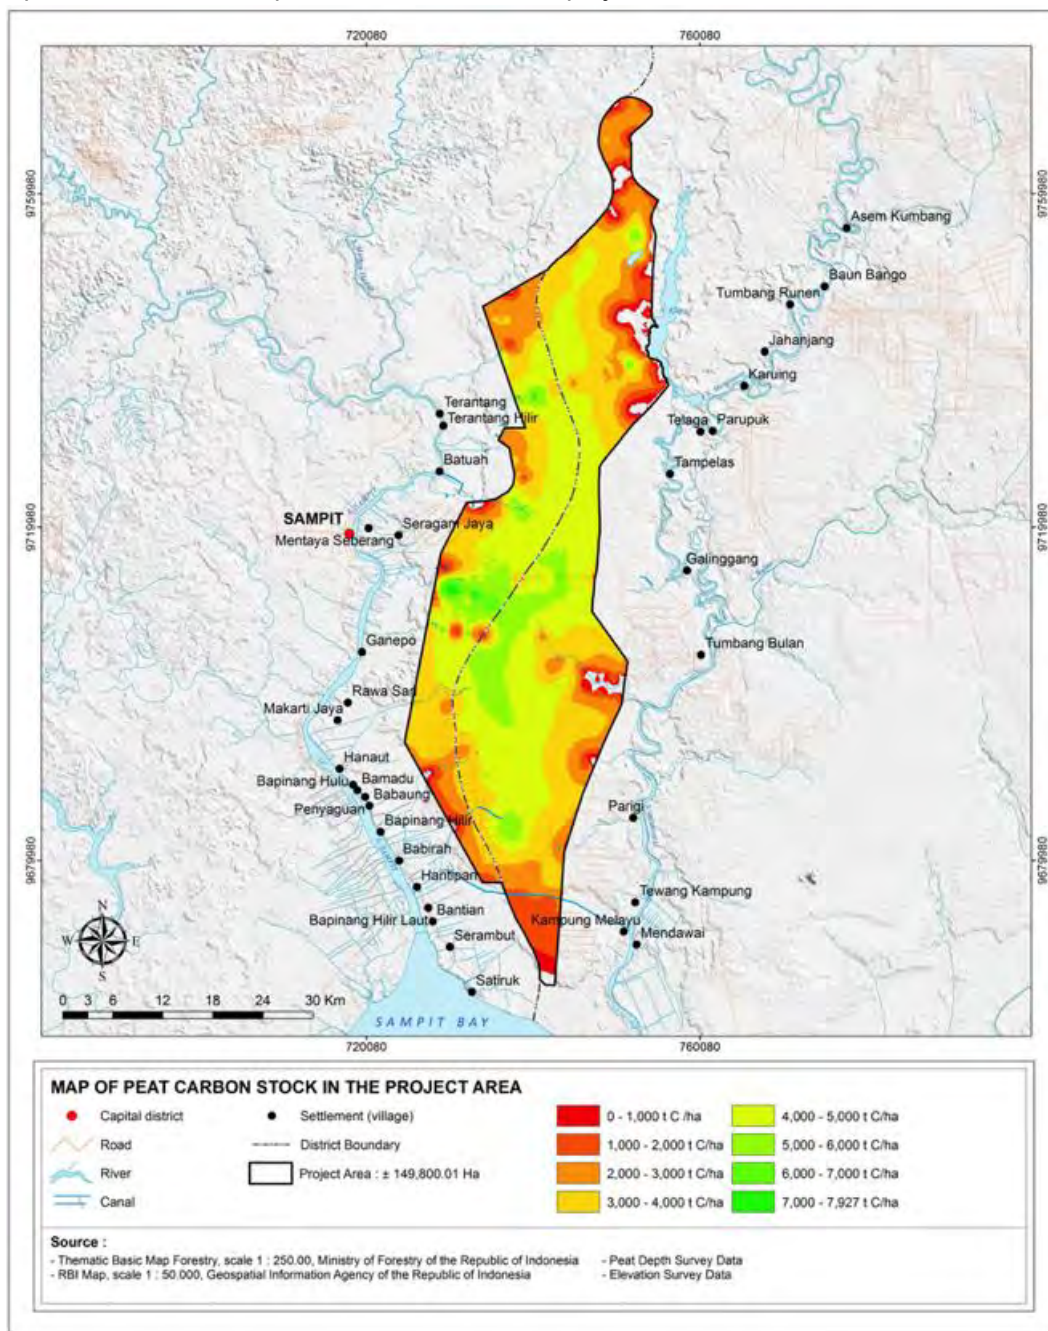 720080
760080
9759980
9759980
Asem Kumbang
Baun Bango
Tumbang Runen
Jahanjang
Karuing
Terantang
Terantang Hilir
Telaga
Parupuk
Batuah
Tampelas
SAMPIT
Seragam Jaya
9719980
9719980
Mentaya Seberang
Galinggang
Ganepo
Tumbang Bulan
Rawa Sari
Makarti Jaya
Hanaut
Bapinang Hulu
Bamadu
Babaung
Penyaguan
Parigi
Bapinang Hilir
Babirah
9679980
9679980
Hantipan
Tewang Kampung
Bantian
Bapinang Hilir Laut
Kampung Melayu
Mendawai
Serambut
N
W E
S
Satiruk
0 3 6 12 18 24 30 Km
SAMPIT BAY
720080
760080
MAP OF PEAT CARBON STOCK IN THE PROJECT AREA
Capital district
Settlement (village)
0 - 1,000 t C /ha
4,000 - 5,000 t C/ha
Road
District Boundary
1,000 - 2,000 t C/ha
5,000 - 6,000 t C/ha
River
Project Area : ± 149,800.01 Ha
2,000 - 3,000 t C/ha
6,000 - 7,000 t C/ha
Canal
3,000 - 4,000 t C/ha
7,000 - 7,927 t C/ha
Source :
- Thematic Basic Map Forestry, scale 1 : 250.00, Ministry of Forestry of the Republic of Indonesia
- Peat Depth Survey Data
- RBI Map, scale 1 : 50.000, Geospatial Information Agency of the Republic of Indonesia
- Elevation Survey Data